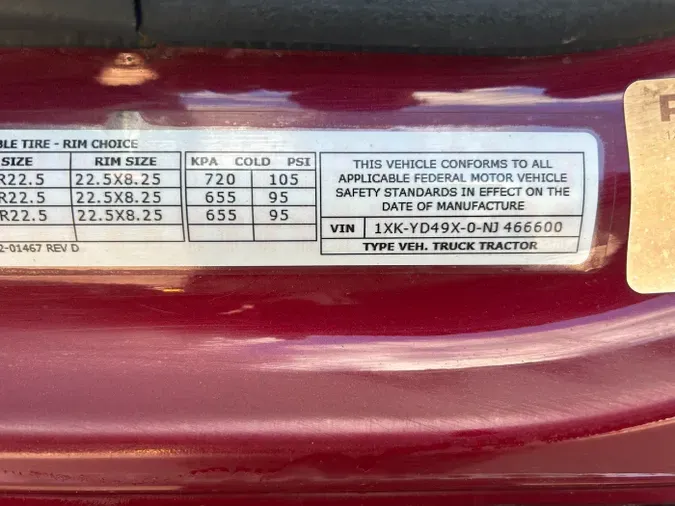 BLE TIRE - RIM CHOICE
SIZE RIM SIZE KPA COLD PSI
R22.5 22.5X8.25 720 105
R22.5 22.5X8.25 655 95
R22.5 22.5X8.25 655 95
2-01467 REV D
THIS VEHICLE CONFORMS TO ALL
APPLICABLE FEDERAL MOTOR VEHICLE
SAFETY STANDARDS IN EFFECT ON THE
DATE OF MANUFACTURE
VIN 1XK-YD49X-0-NJ 466600
TYPE VEH. TRUCK TRACTOR